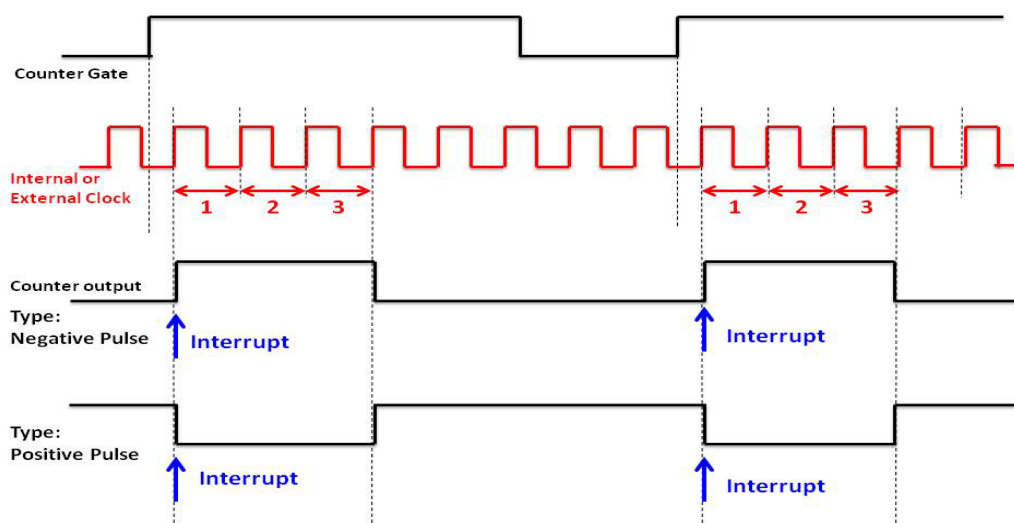 Counter Gate
Internal or
External Clock
1 2 3
1 2 3
Counter output
Type:
Negative Pulse
Interrupt
Interrupt
Type:
Positive Pulse
Interrupt
Interrupt